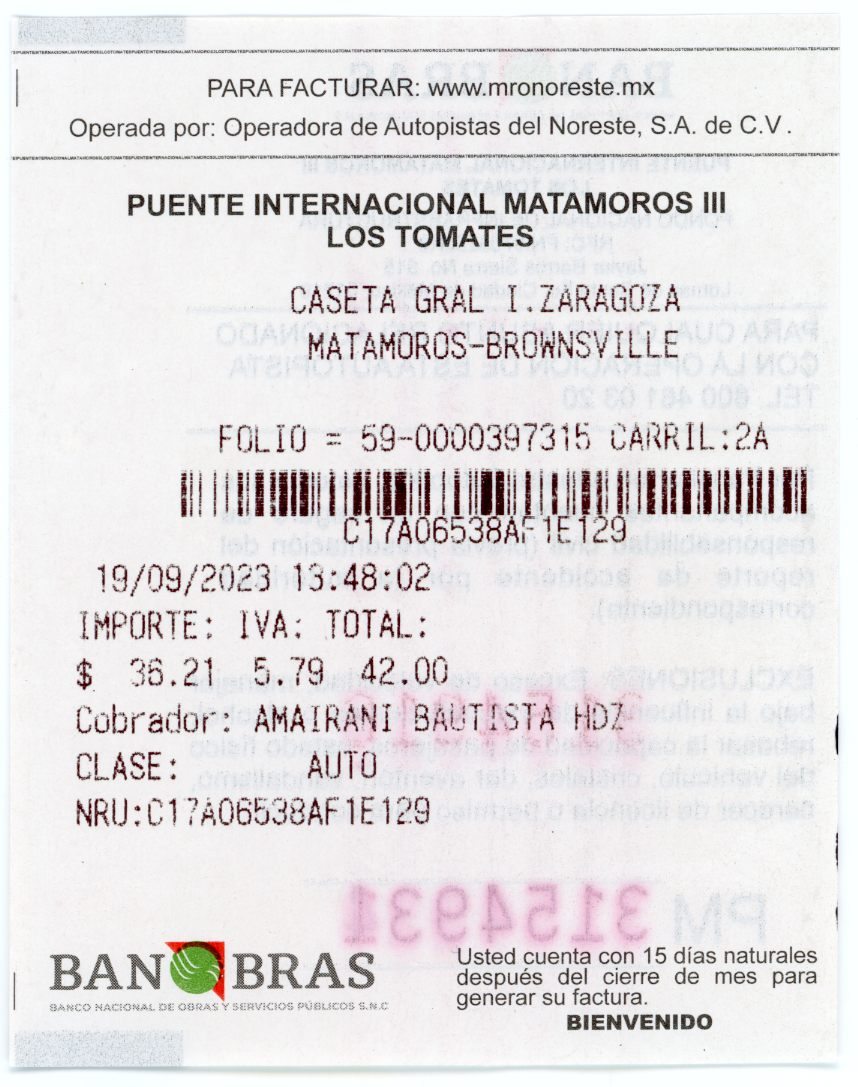 PARA FACTURAR: www.mronoreste.mx
Operada por: Operadora de Autopistas del Noreste, S.A. de C.V.
PUENTE INTERNACIONAL MATAMOROS III
LOS TOMATES
CASETA GRAL I.ZARAGOZA
MATAMOROS-BROWNSVILLE
FOLIO = 59-0000397315 CARRIL:2A
C17A06538AF1E129
19/09/2023 13:48:02
IMPORTE: IVA: TOTAL:
$ 36.21 5.79 42.00
Cobrador: AMAIRANI BAUTISTA HD7
CLASE: AUTO
NRU:C17A06538AF1E129
PM 3154931
BANOBRAS
BANCO NACIONAL DE OBRAS Y SERVICIOS PÚBLICOS S.N.C
Usted cuenta con 15 días naturales
después del cierre de mes para
generar su factura.
BIENVENIDO